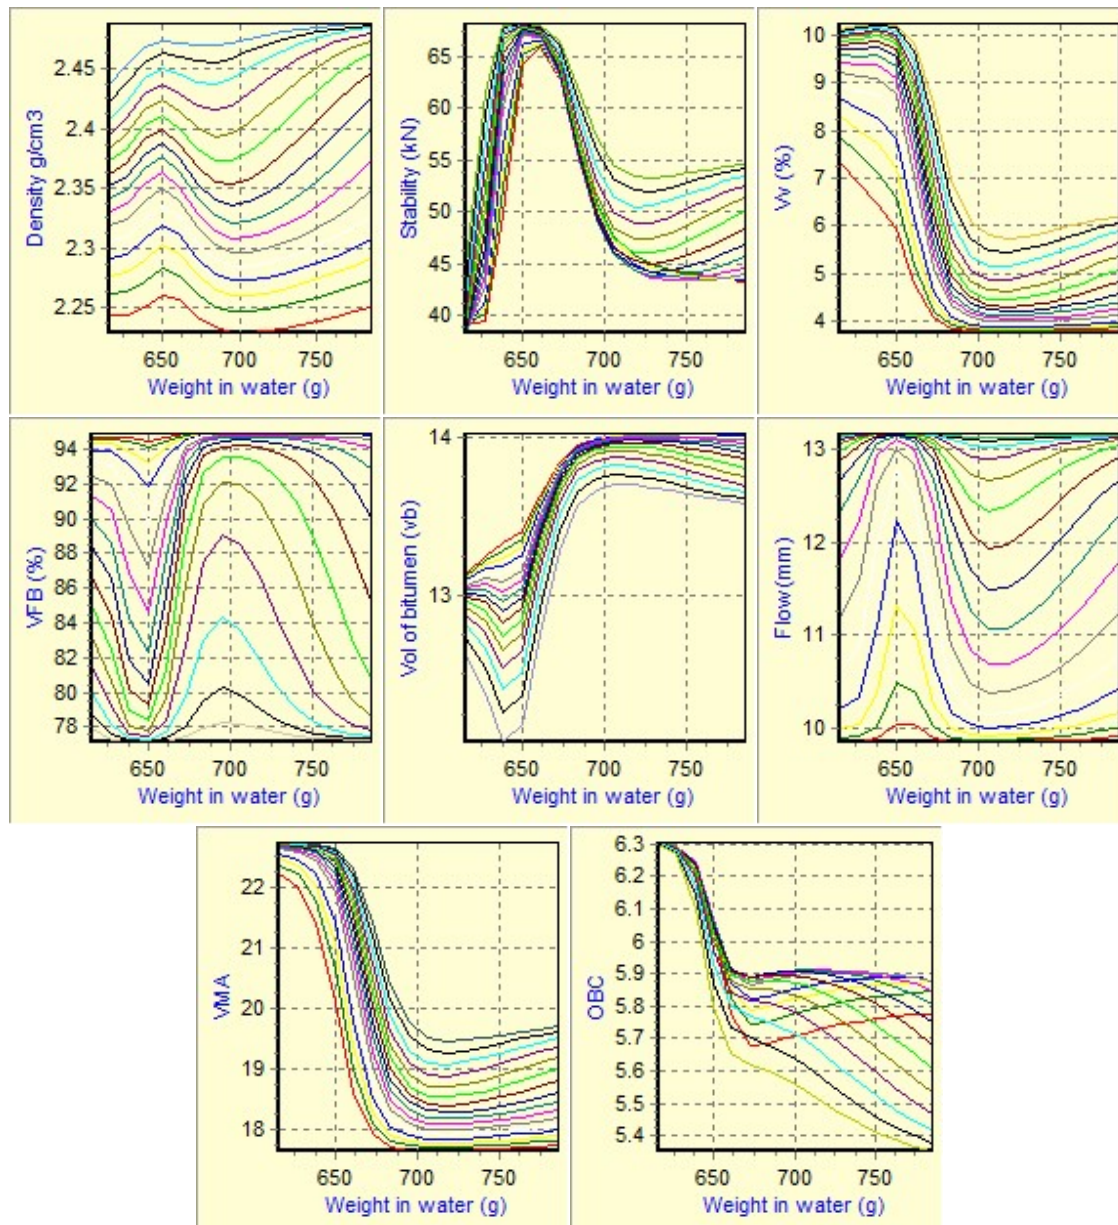 Density g/cm3
2.45
2.4
2.35
2.3
2.25
650 700 750
Weight in water (g)
Stability (kN)
65
60
55
50
45
40
650 700 750
Weight in water (g)
Vv (%)
10
9
8
7
6
5
4
650 700 750
Weight in water (g)
VFB (%)
94
92
90
88
86
84
82
80
78
650 700 750
Weight in water (g)
Vol of bitumen (vb)
14
13
650 700 750
Weight in water (g)
Flow(mm)
13
12
11
10
650 700 750
Weight in water (g)
VMA
22
21
20
19
18
650 700 750
Weight in water (g)
OBC
6.3
6.2
6.1
6
5.9
5.8
5.7
5.6
5.5
5.4
650 700 750
Weight in water (g)